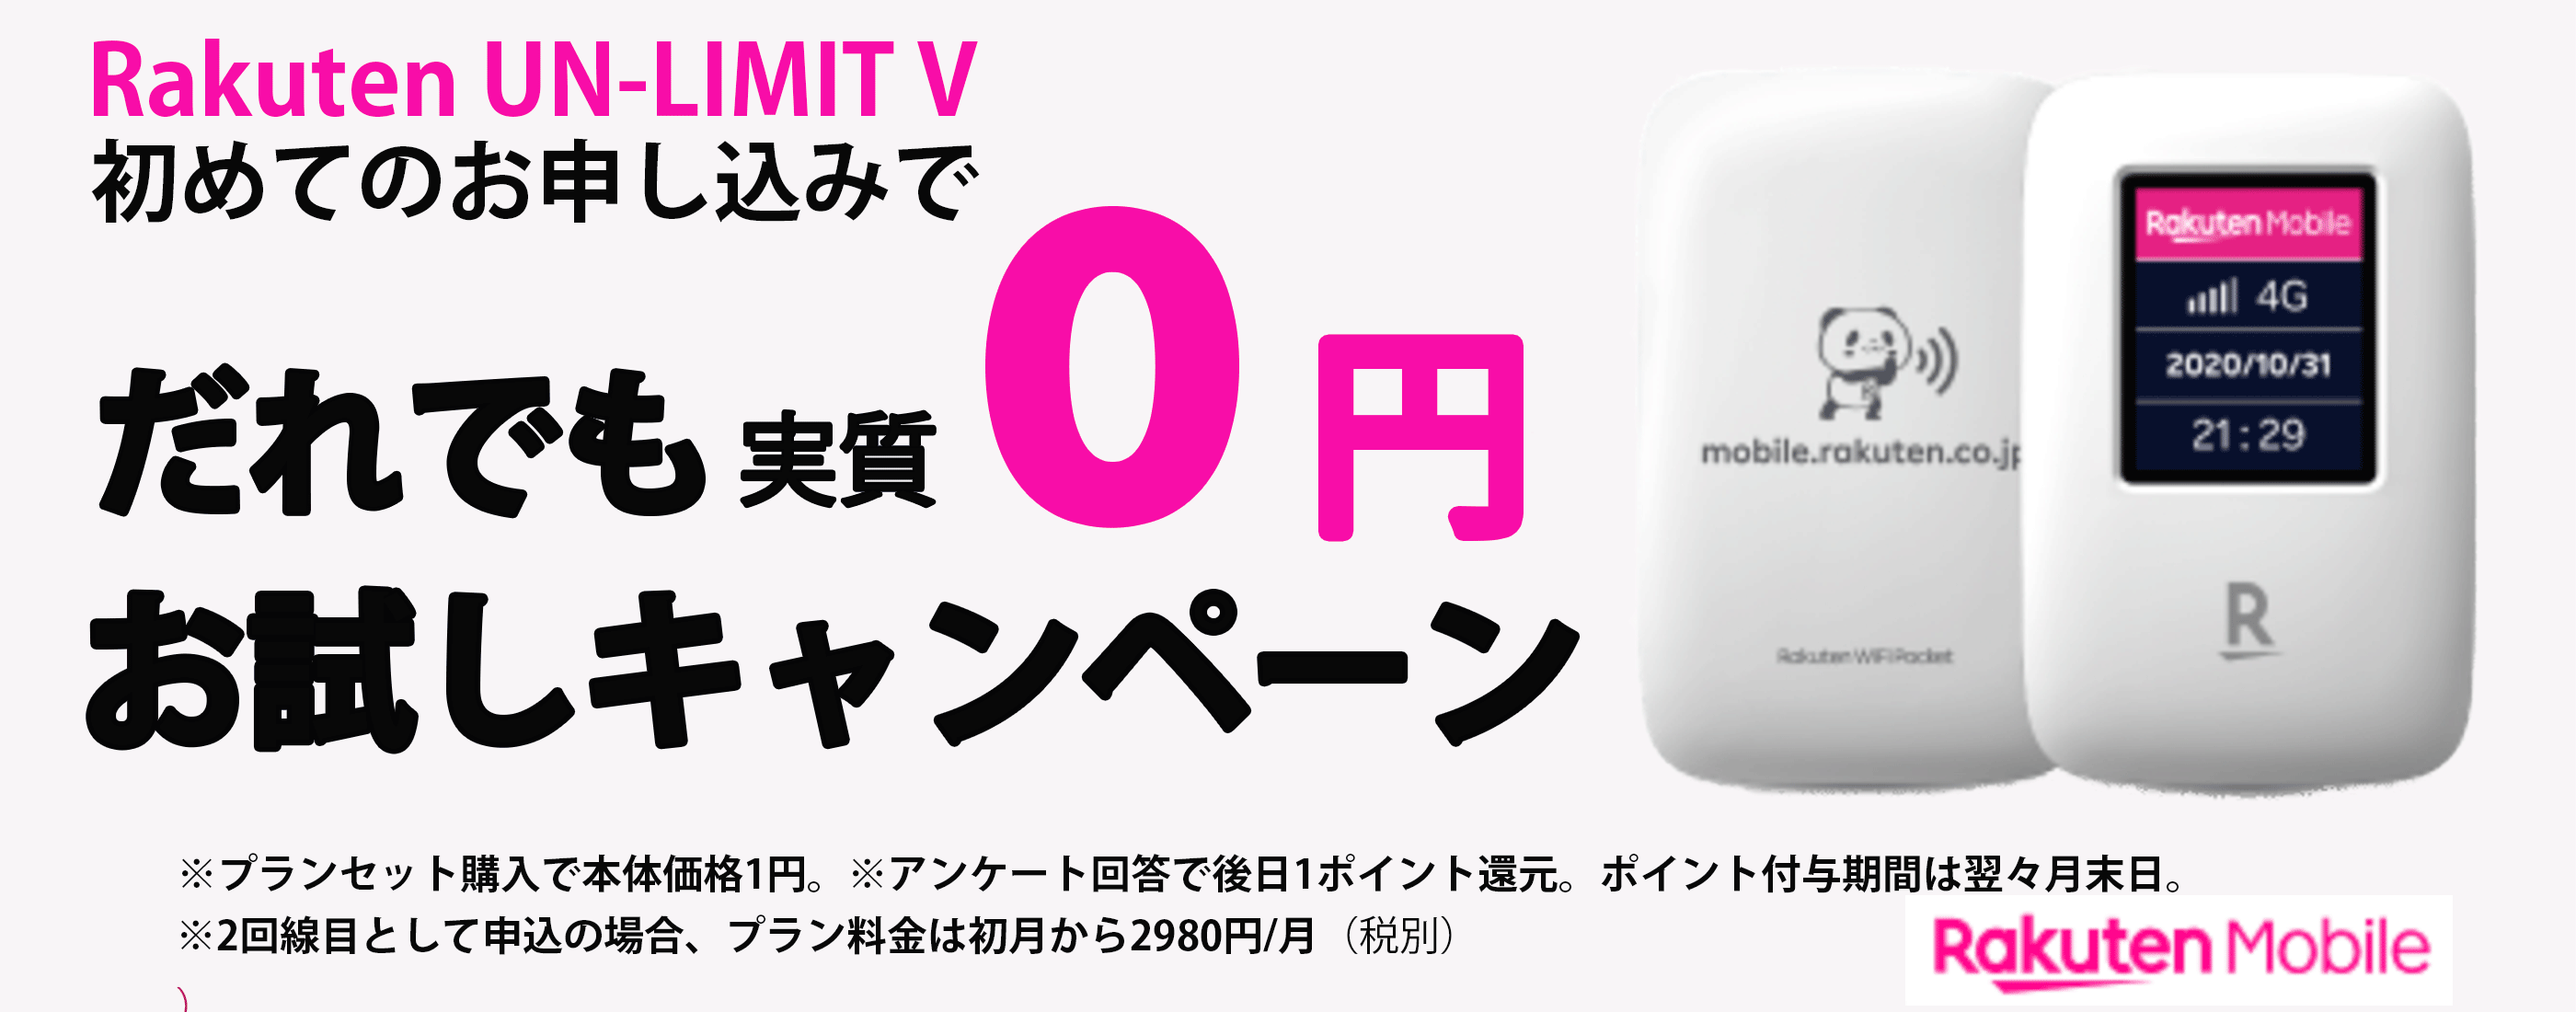 Rakuten UN-LIMIT V
初めてのお申し込みで
だれでも 実質 0 円
お試しキャンペーン
mobile.rakuten.co.jp
Rakuten WiFi Pocket
Rakuten Mobile
4G
2020/10/31
21:29
R
※プランセット購入で本体価格1円。※アンケート回答で後日1ポイント還元。ポイント付与期間は翌々月末日。
※2回線目として申込の場合、プラン料金は初月から2980円/月（税別）
)
Rakuten Mobile